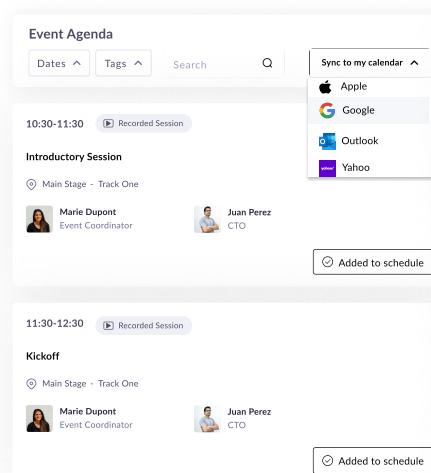 Event Agenda
Dates
Tags
Search
Sync to my calendar
Apple
Google
Outlook
yahoo!
Yahoo
10:30-11:30
Recorded Session
Introductory Session
Main Stage - Track One
Marie Dupont
Event Coordinator
Juan Perez
CTO
Added to schedule
11:30-12:30
Recorded Session
Kickoff
Main Stage - Track One
Marie Dupont
Event Coordinator
Juan Perez
CTO
Added to schedule